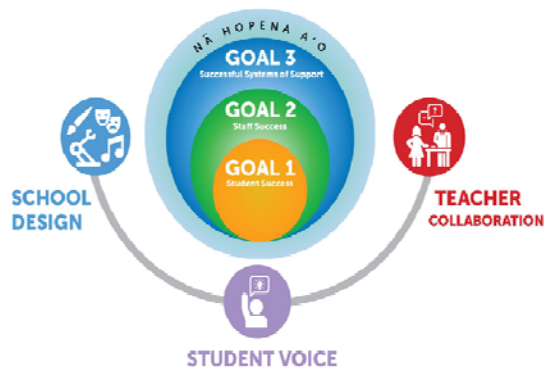 NĀ HOPENA A'O
GOAL 3
Successful Systems of Support
GOAL 2
Staff Success
GOAL 1
Student Success
SCHOOL
DESIGN
TEACHER
COLLABORATION
STUDENT VOICE